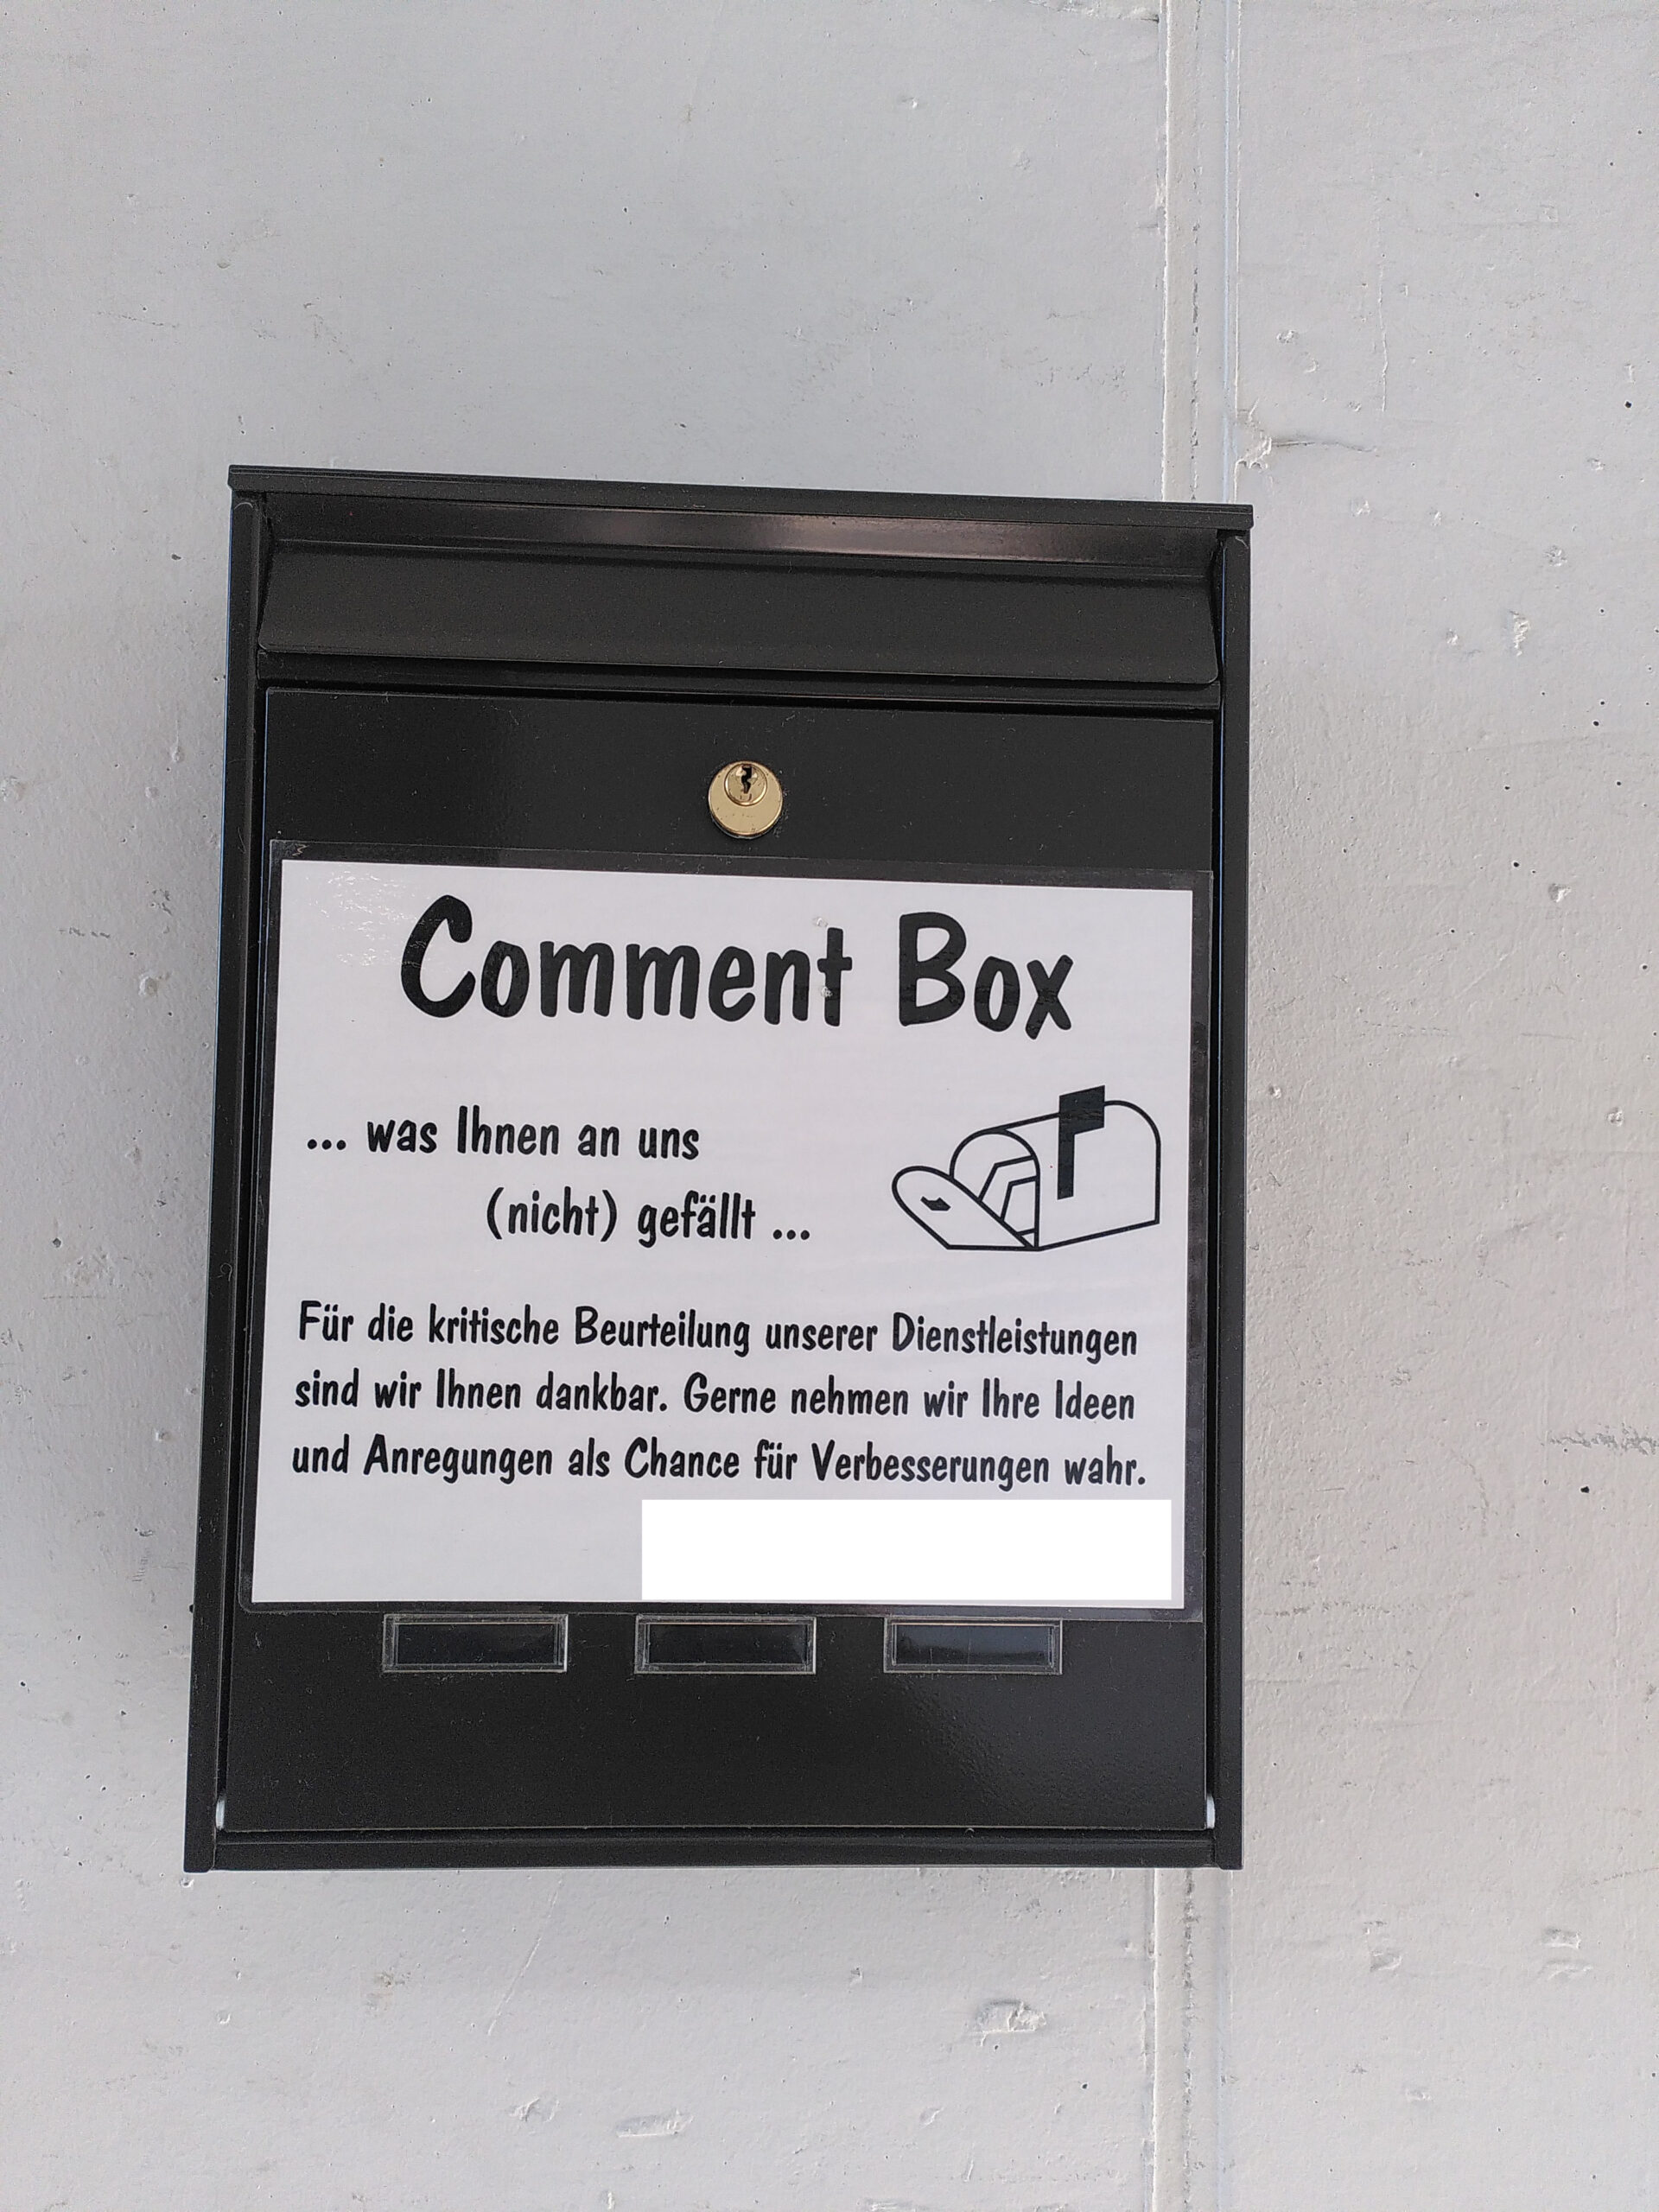 Comment Box
... was Ihnen an uns
(nicht) gefällt ...
Für die kritische Beurteilung unserer Dienstleistungen
sind wir Ihnen dankbar. Gerne nehmen wir Ihre Ideen
und Anregungen als Chance für Verbesserungen wahr.